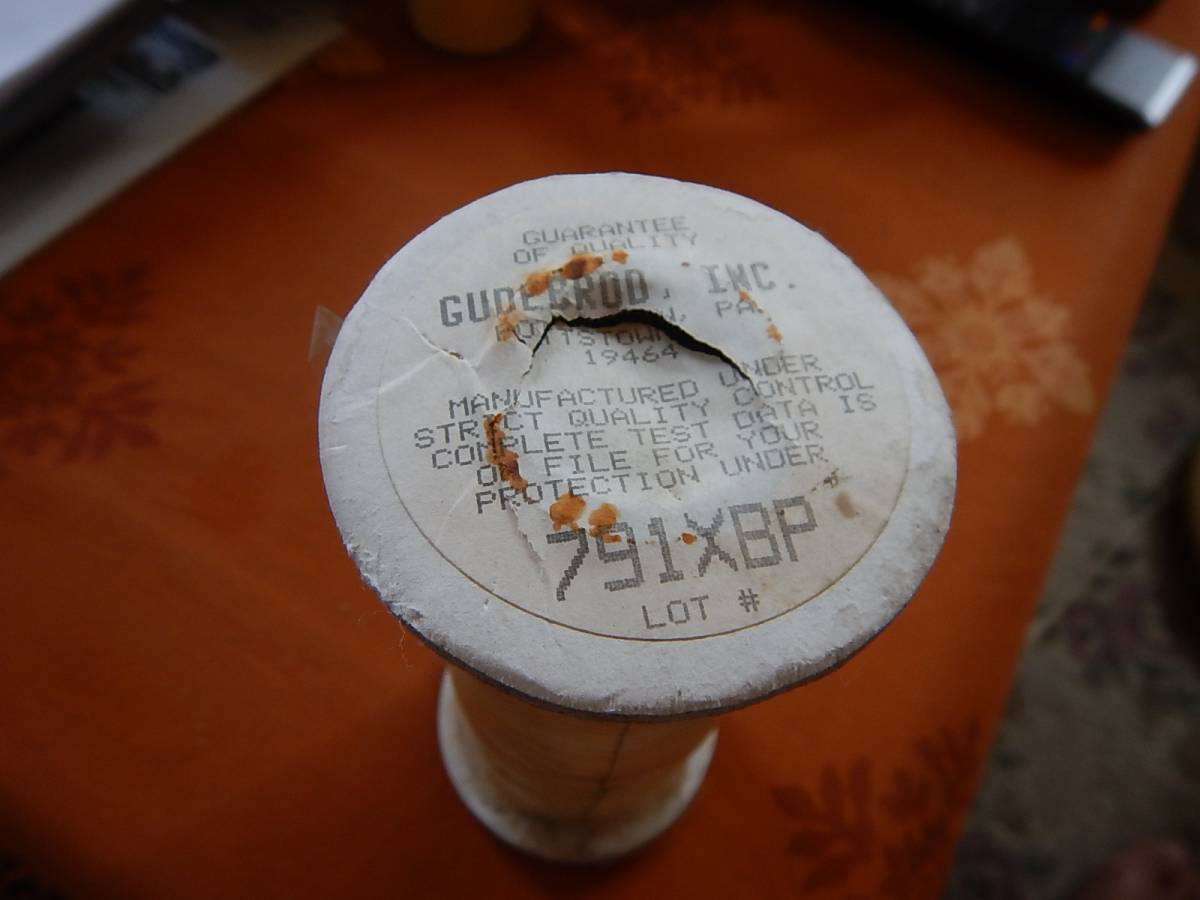 GUARANTEE
OF QUALITY
GUDEBROD, INC.
POTTSTOWN, PA.
19464
MANUFACTURED UNDER
STRICT QUALITY CONTROL
COMPLETE TEST DATA IS
ON FILE FOR YOUR
PROTECTION UNDER
791XBP
LOT #